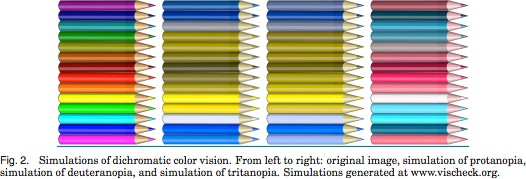 Fig. 2. Simulations of dichromatic color vision. From left to right: original image, simulation of protanopia,
simulation of deuteranopia, and simulation of tritanopia. Simulations generated at www.vischeck.org.